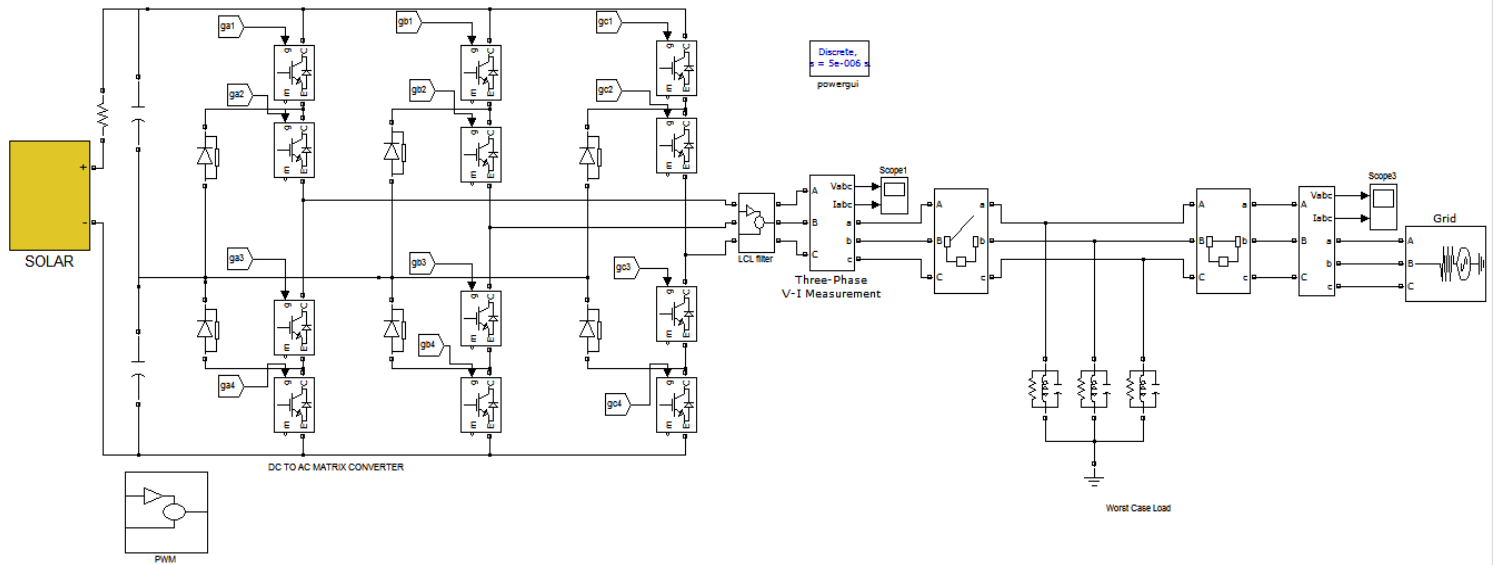 ga1
gb1
gc1
g C
m E
g C
m E
g C
m E
Discrete,
s = 5e-006 s.
powergui
ga2
gb2
gc2
g C
m E
g C
m E
g C
m E
+
-
SOLAR
LCL filter
A
B
C
Vabc
Iabc
a
b
c
Three-Phase
V-I Measurement
Scope1
A
B
C
a
b
c
A
B
C
a
b
c
A
B
C
Vabc
Iabc
a
b
c
Scope3
Grid
A
B
C
ga3
gb3
gc3
g C
m E
g C
m E
g C
m E
ga4
gb4
gc4
g C
m E
g C
m E
g C
m E
DC TO AC MATRIX CONVERTER
Worst Case Load
PWM